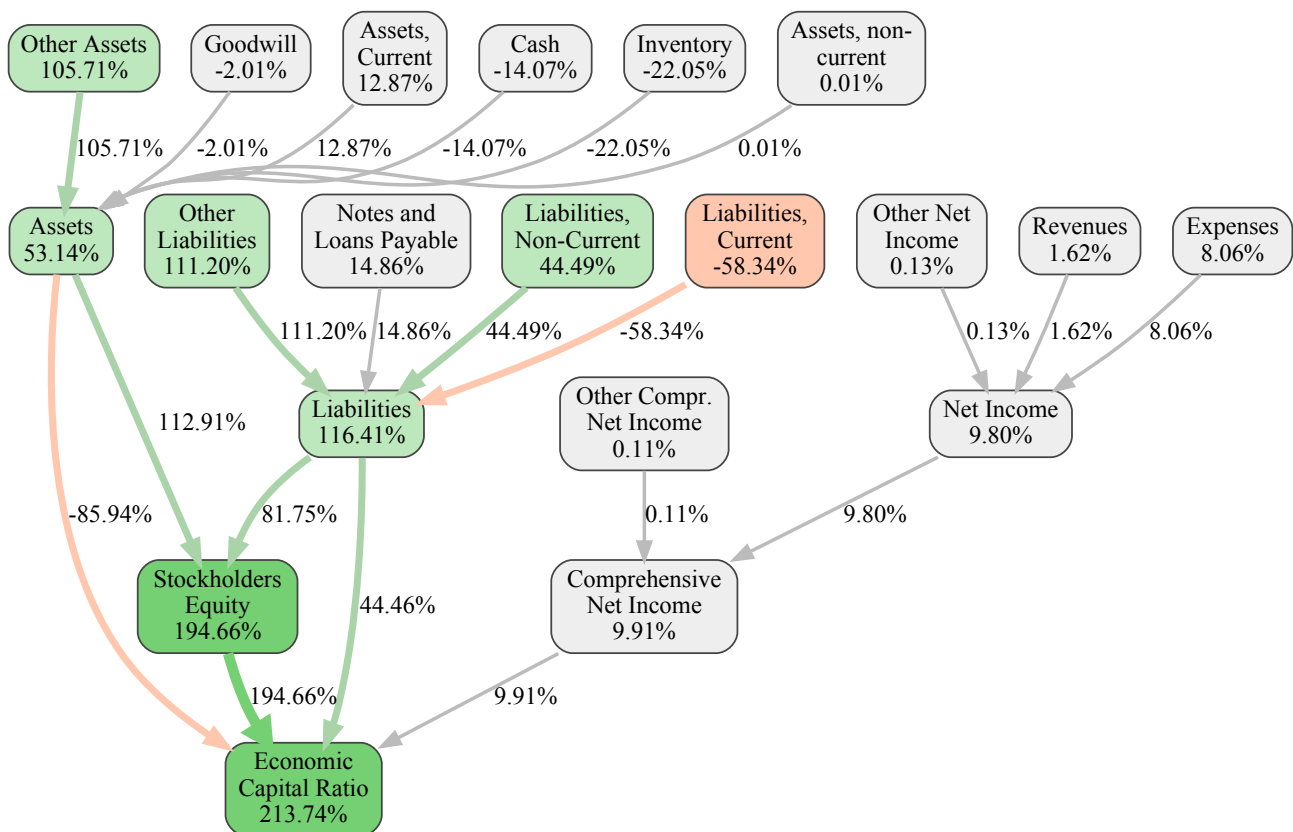 Other Assets
105.71%
Goodwill
-2.01%
Assets,
Current
12.87%
Cash
-14.07%
Inventory
-22.05%
Assets, non-
current
0.01%
105.71%
-2.01%
12.87%
-14.07%
-22.05%
0.01%
Assets
53.14%
Other
Liabilities
111.20%
Notes and
Loans Payable
14.86%
Liabilities,
Non-Current
44.49%
Liabilities,
Current
-58.34%
Other Net
Income
0.13%
Revenues
1.62%
Expenses
8.06%
111.20%
14.86%
44.49%
-58.34%
0.13%
1.62%
8.06%
Liabilities
116.41%
Other Compr.
Net Income
0.11%
Net Income
9.80%
112.91%
-85.94%
81.75%
0.11%
9.80%
Stockholders
Equity
194.66%
44.46%
Comprehensive
Net Income
9.91%
194.66%
9.91%
Economic
Capital Ratio
213.74%